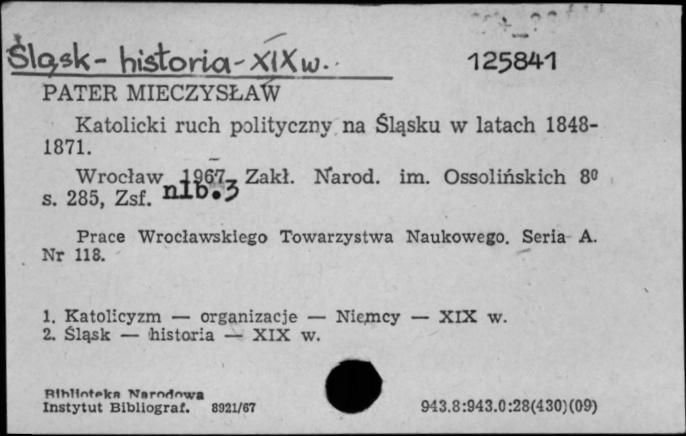 Śląsk - historia - XIX w.
125841
PATER MIECZYSŁAW
Katolicki ruch polityczny na Śląsku w latach 1848-
1871.
Wrocław 1967 Zakł. Narod. im. Ossolińskich 8⁰
s. 285, Zsf. nlb. 3
Prace Wrocławskiego Towarzystwa Naukowego. Seria A.
Nr 118.
1. Katolicyzm — organizacje — Niemcy — XIX w.
2. Śląsk — historia — XIX w.
Biblioteka Narodowa
Instytut Bibliograf. 8921/67
943.8:943.0:28(430)(09)